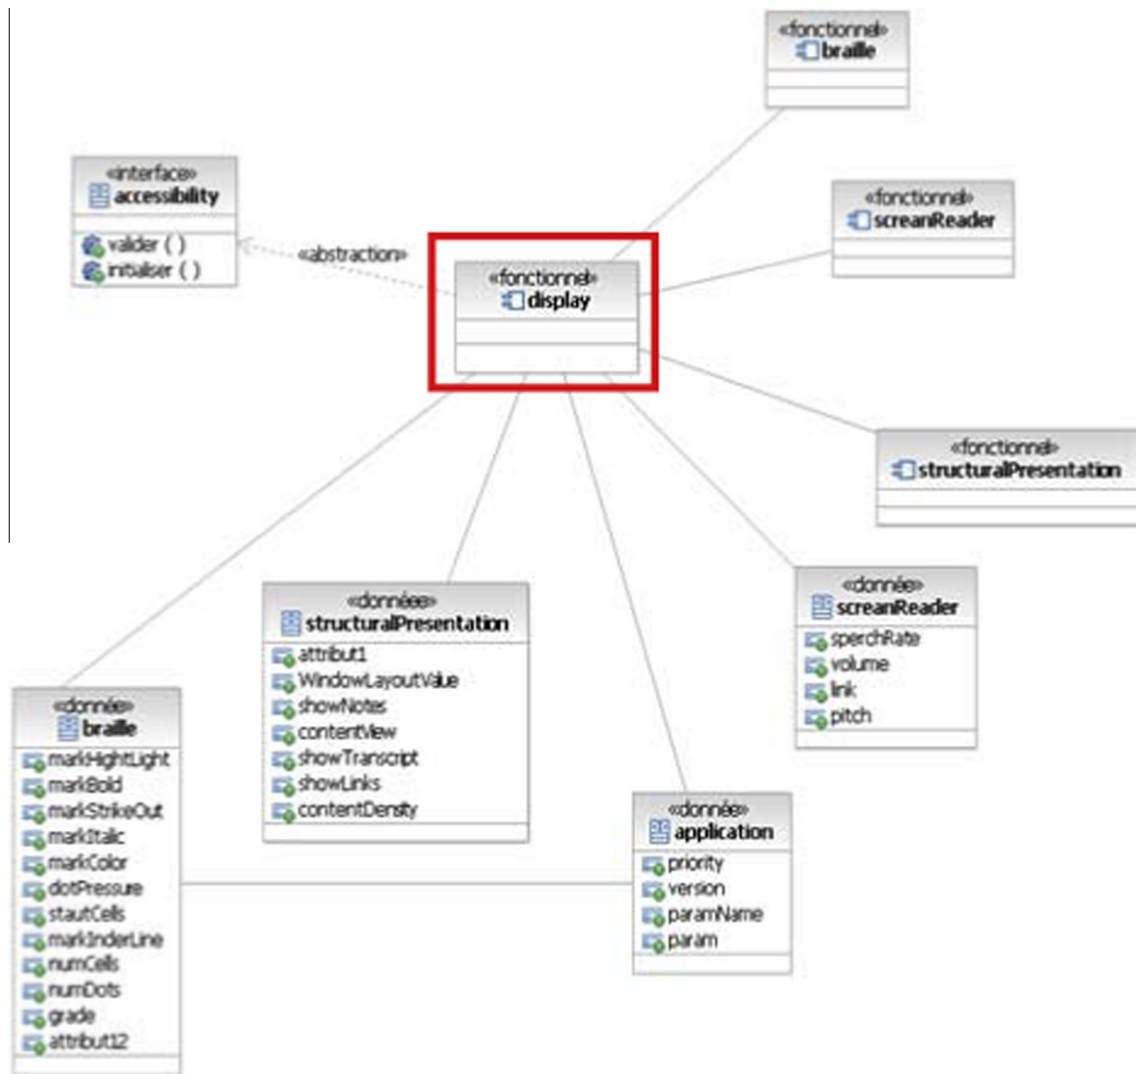 «fonctionnel»
braille
«interface»
accessibility
valider ( )
initialiser ( )
«abstraction»
«fonctionnel»
screanReader
«fonctionnel»
display
«fonctionnel»
structuralPresentation
«donnée»
screanReader
sperchRate
volume
link
pitch
«donnéee»
structuralPresentation
attribut1
WindowLayoutValue
showNotes
contentView
showTranscript
showLinks
contentDensity
«donnée»
braille
markHightLight
markBold
markStrikeOut
markItalic
markColor
dotPressure
stautCells
markInderLine
numCells
numDots
grade
attribut12
«donnée»
application
priority
version
paramName
param